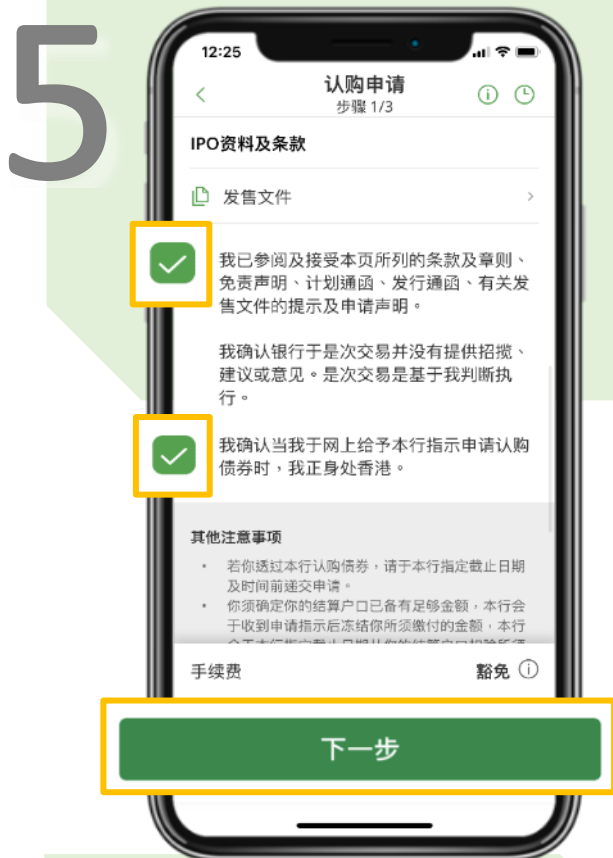 5
12:25
认购申请
步骤 1/3
IPO资料及条款
发售文件
我已参阅及接受本页所列的条款及章则、
免责声明、计划通函、发行通函、有关发
售文件的提示及申请声明。
我确认银行于是次交易并没有提供招揽、
建议或意见。是次交易是基于我判断执
行。
我确认当我于网上给予本行指示申请认购
债券时，我正身处香港。
其他注意事项
• 若你透过本行认购债券，请于本行指定截止日期
及时间前递交申请。
• 你须确定你的结算户口已备有足够金额，本行会
于收到申请指示后冻结你所须缴付的金额，本行
手续费 豁免
下一步